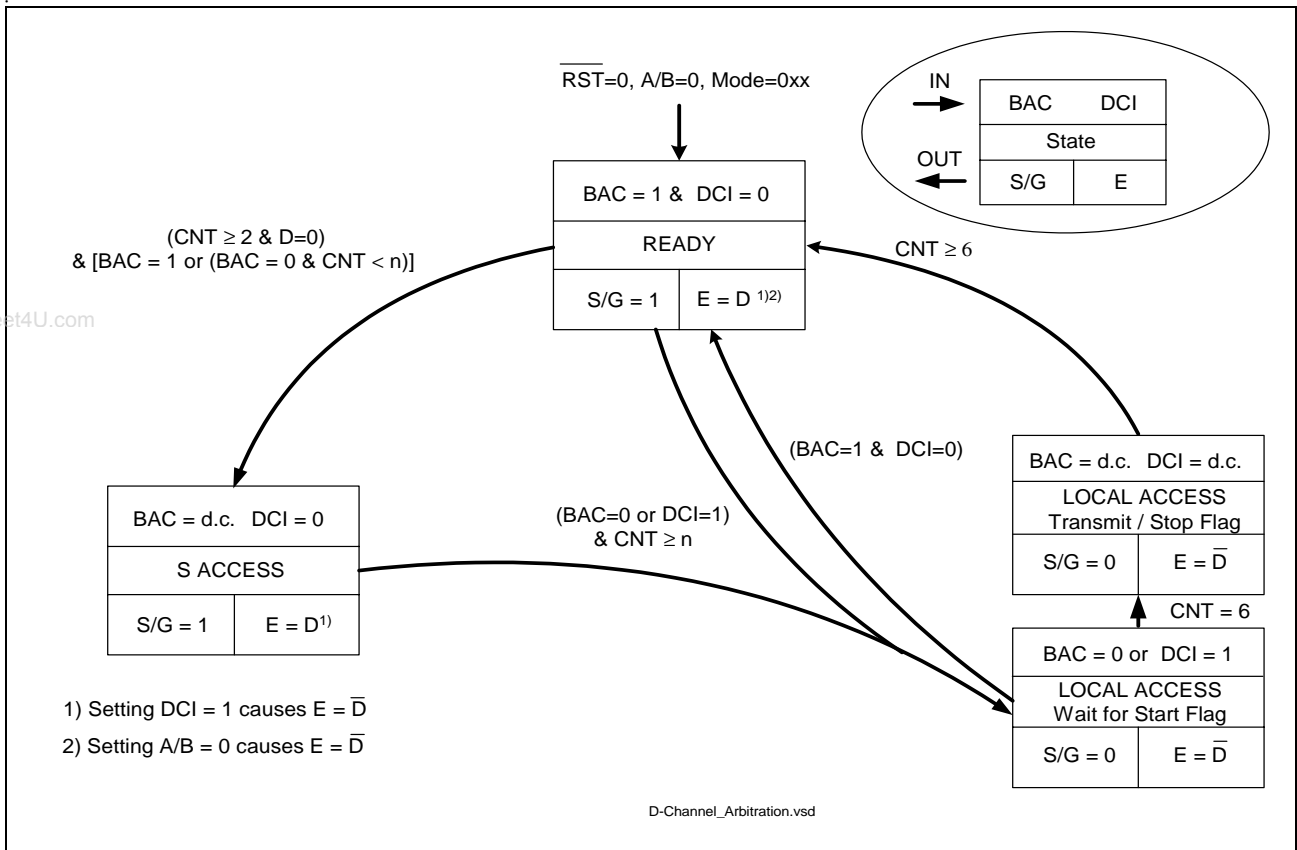 R̅S̅T̅=0, A/B=0, Mode=0xx
IN
BAC DCI
State
OUT
S/G E
BAC = 1 & DCI = 0
READY
S/G = 1 E = D 1)2)
(CNT ≥ 2 & D=0)
& [BAC = 1 or (BAC = 0 & CNT < n)]
CNT ≥ 6
et4U.com
(BAC=1 & DCI=0)
(BAC=0 or DCI=1)
& CNT ≥ n
BAC = d.c. DCI = 0
S ACCESS
S/G = 1 E = D1)
BAC = d.c. DCI = d.c.
LOCAL ACCESS
Transmit / Stop Flag
S/G = 0 E = D̅
CNT = 6
BAC = 0 or DCI = 1
LOCAL ACCESS
Wait for Start Flag
S/G = 0 E = D̅
1) Setting DCI = 1 causes E = D̅
2) Setting A/B = 0 causes E = D̅
D-Channel_Arbitration.vsd